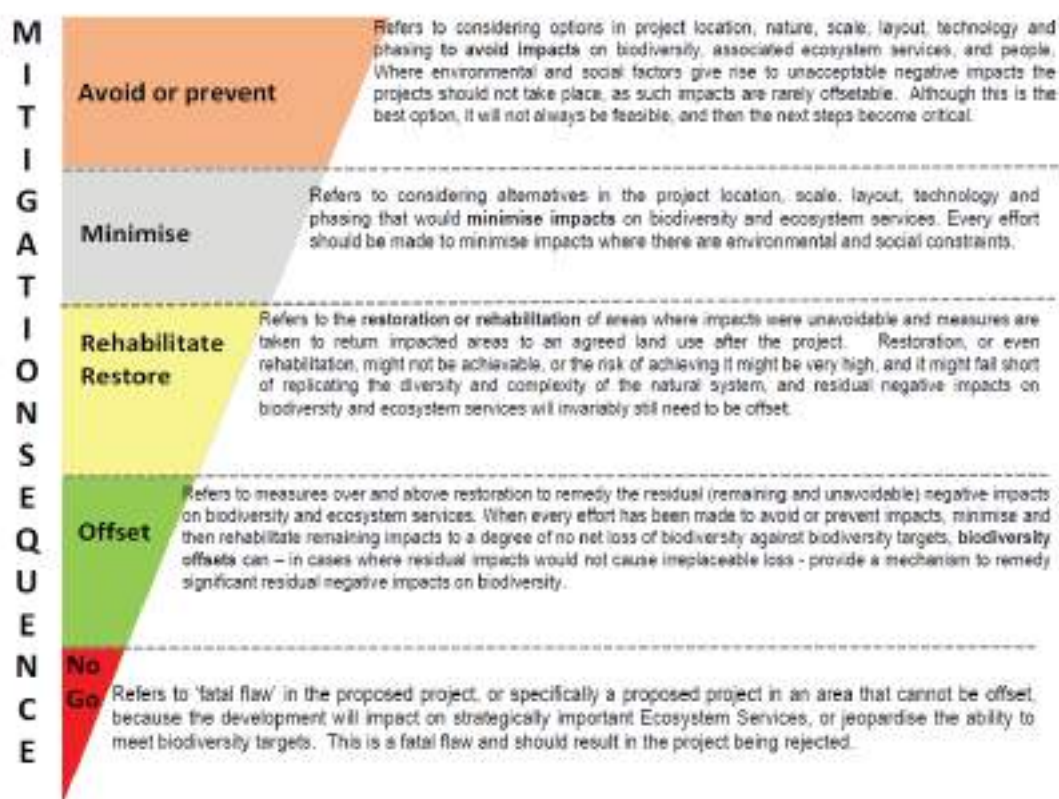 MITIGATION SEQUENCE
Avoid or prevent
Refers to considering options in project location, nature, scale, layout, technology and
phasing to avoid impacts on biodiversity, associated ecosystem services, and people.
Where environmental and social factors give rise to unacceptable negative impacts the
projects should not take place, as such impacts are rarely offsetable. Although this is the
best option, it will not always be feasible, and then the next steps become critical.
Minimise
Refers to considering alternatives in the project location, scale, layout, technology and
phasing that would minimise impacts on biodiversity and ecosystem services. Every effort
should be made to minimise impacts where there are environmental and social constraints.
Rehabilitate
Restore
Refers to the restoration or rehabilitation of areas where impacts were unavoidable and measures are
taken to return impacted areas to an agreed land use after the project. Restoration, or even
rehabilitation, might not be achievable, or the risk of achieving it might be very high, and it might fall short
of replicating the diversity and complexity of the natural system, and residual negative impacts on
biodiversity and ecosystem services will invariably still need to be offset.
Offset
Refers to measures over and above restoration to remedy the residual (remaining and unavoidable) negative impacts
on biodiversity and ecosystem services. When every effort has been made to avoid or prevent impacts, minimise and
then rehabilitate remaining impacts to a degree of no net loss of biodiversity against biodiversity targets, biodiversity
offsets can – in cases where residual impacts would not cause irreplaceable loss - provide a mechanism to remedy
significant residual negative impacts on biodiversity.
No
Go
Refers to 'fatal flaw' in the proposed project, or specifically a proposed project in an area that cannot be offset,
because the development will impact on strategically important Ecosystem Services, or jeopardise the ability to
meet biodiversity targets. This is a fatal flaw and should result in the project being rejected.